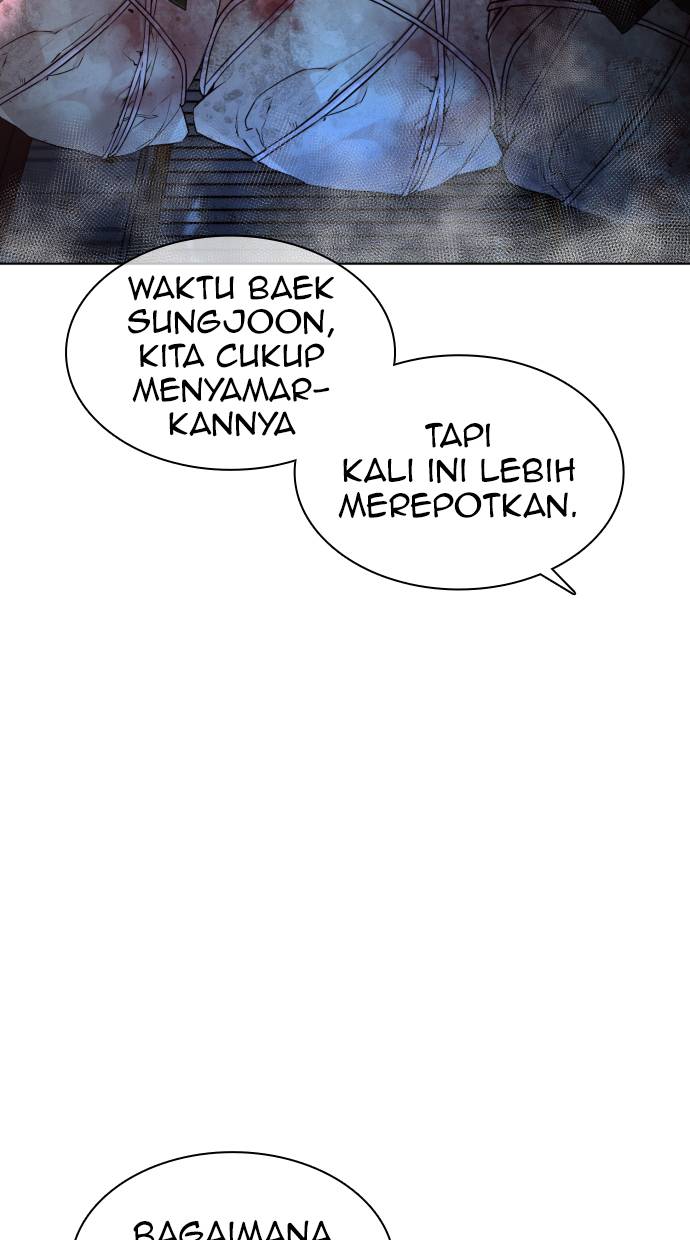 WAKTU BAEK
SUNGJOON,
KITA CUKUP
MENYAMAR-
KANNYA
TAPI
KALI INI LEBIH
MEREPOTKAN.
BAGAIMANA